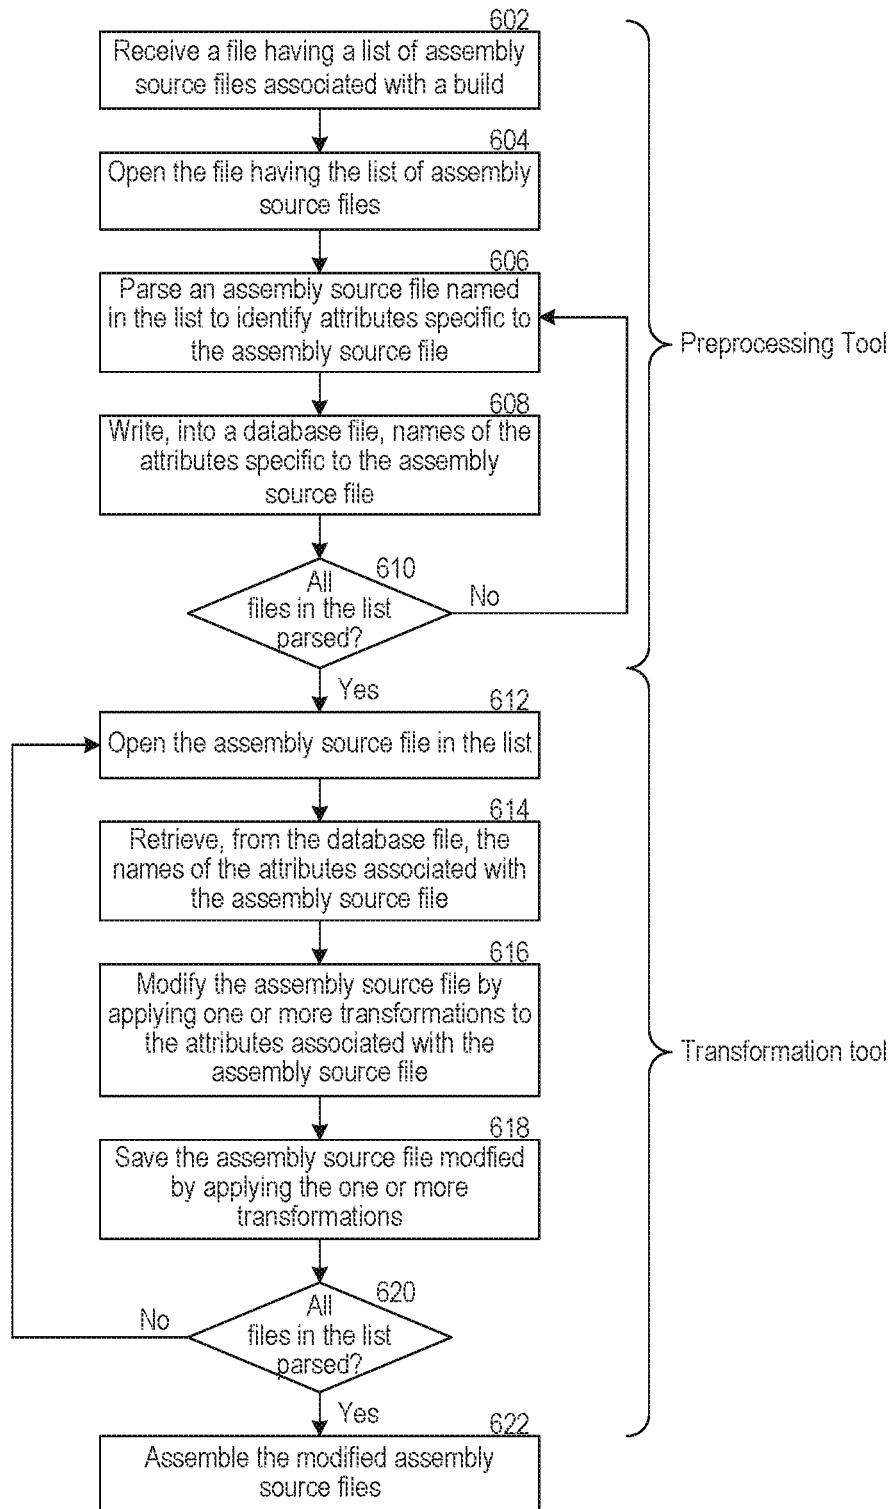 602
Receive a file having a list of assembly
source files associated with a build
604
Open the file having the list of assembly
source files
606
Parse an assembly source file named
in the list to identify attributes specific to
the assembly source file
Preprocessing Tool
608
Write, into a database file, names of the
attributes specific to the assembly
source file
610
All
files in the list
parsed?
No
Yes
612
Open the assembly source file in the list
614
Retrieve, from the database file, the
names of the attributes associated with
the assembly source file
616
Modify the assembly source file by
applying one or more transformations to
the attributes associated with the
assembly source file
Transformation tool
618
Save the assembly source file modfied
by applying the one or more
transformations
620
All
files in the list
parsed?
No
Yes
622
Assemble the modified assembly
source files